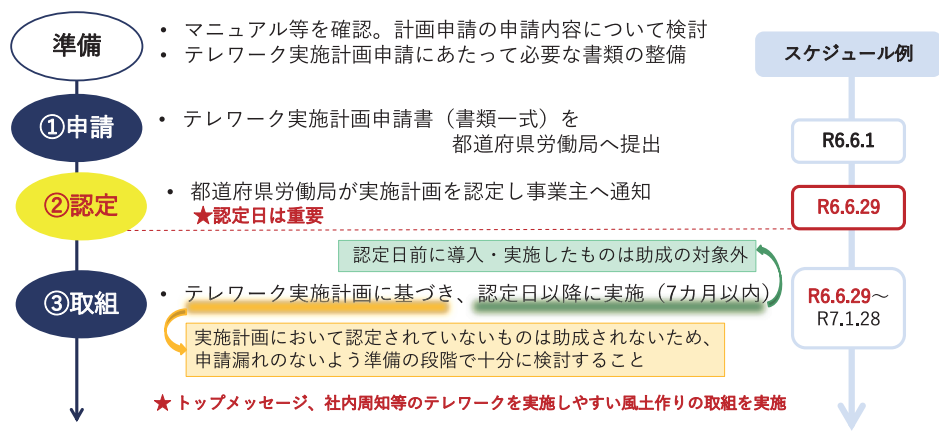 準備
• マニュアル等を確認。計画申請の申請内容について検討
• テレワーク実施計画申請にあたって必要な書類の整備
スケジュール例
①申請
• テレワーク実施計画申請書（書類一式）を
都道府県労働局へ提出
R6.6.1
②認定
• 都道府県労働局が実施計画を認定し事業主へ通知
★認定日は重要
R6.6.29
認定日前に導入・実施したものは助成の対象外
③取組
• テレワーク実施計画に基づき、認定日以降に実施（7カ月以内）
R6.6.29～
R7.1.28
実施計画において認定されていないものは助成されないため、
申請漏れのないよう準備の段階で十分に検討すること
★ トップメッセージ、社内周知等のテレワークを実施しやすい風土作りの取組を実施